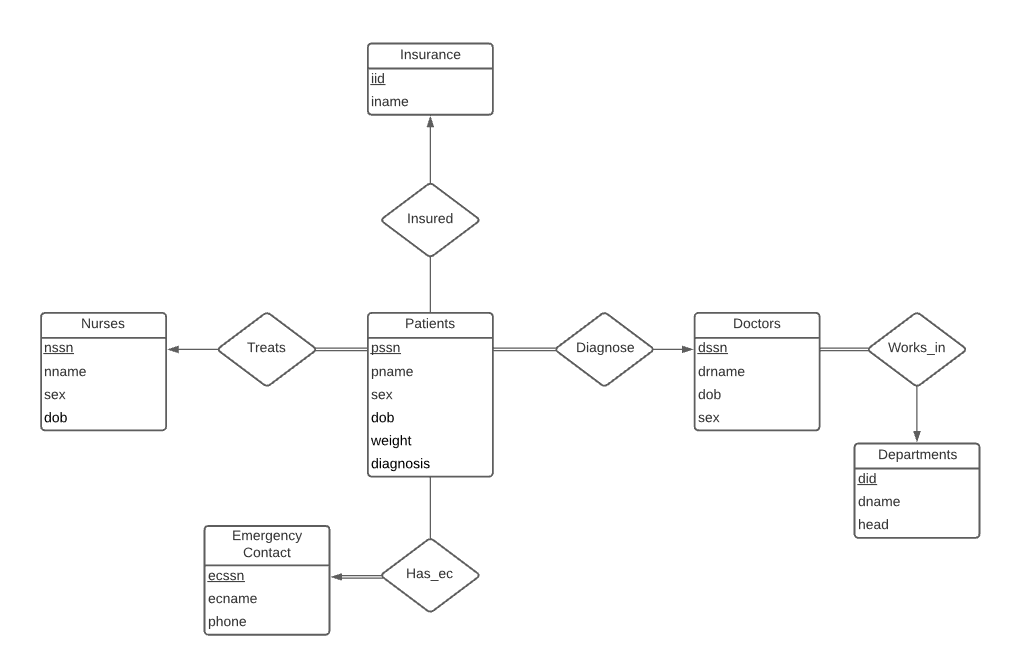 Insurance
iid
iname
Insured
Nurses
nssn
nname
sex
dob
Treats
Patients
pssn
pname
sex
dob
weight
diagnosis
Diagnose
Doctors
dssn
drname
dob
sex
Works_in
Departments
did
dname
head
Emergency
Contact
ecssn
ecname
phone
Has_ec